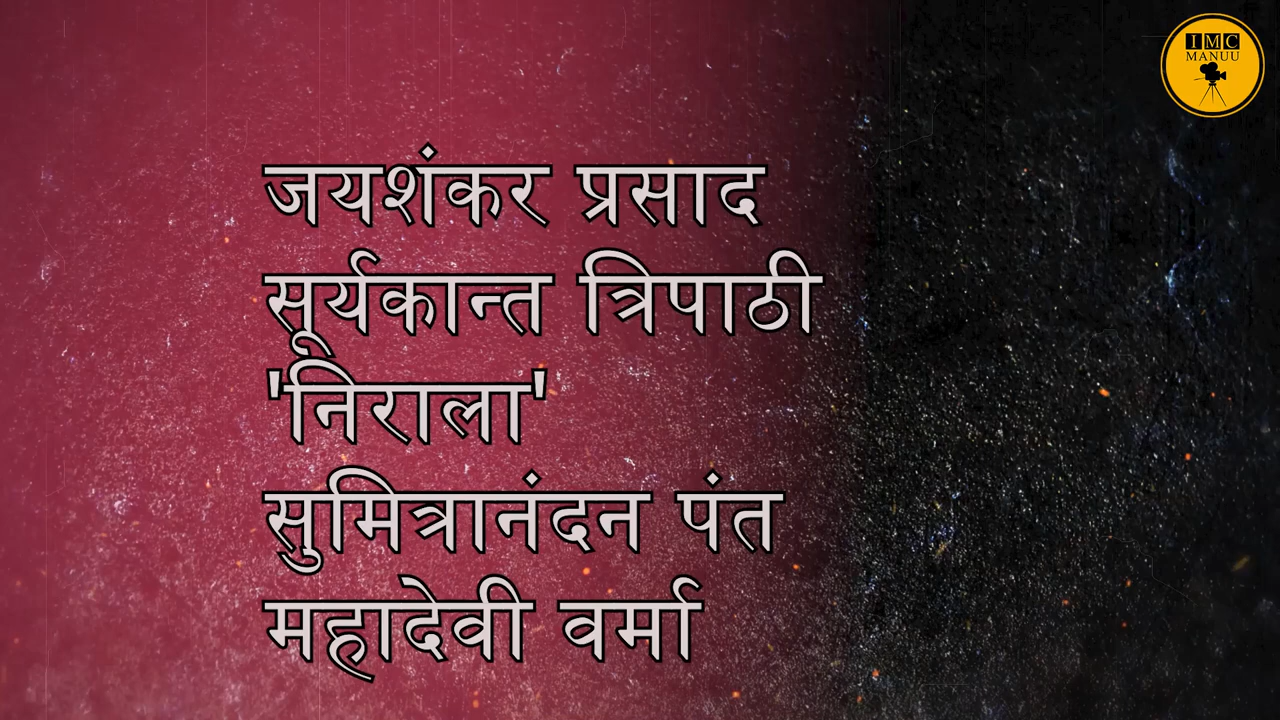 IMC
MANUU
जयशंकर प्रसाद
सूर्यकान्त त्रिपाठी
'निराला'
सुमित्रानंदन पंत
महादेवी वर्मा